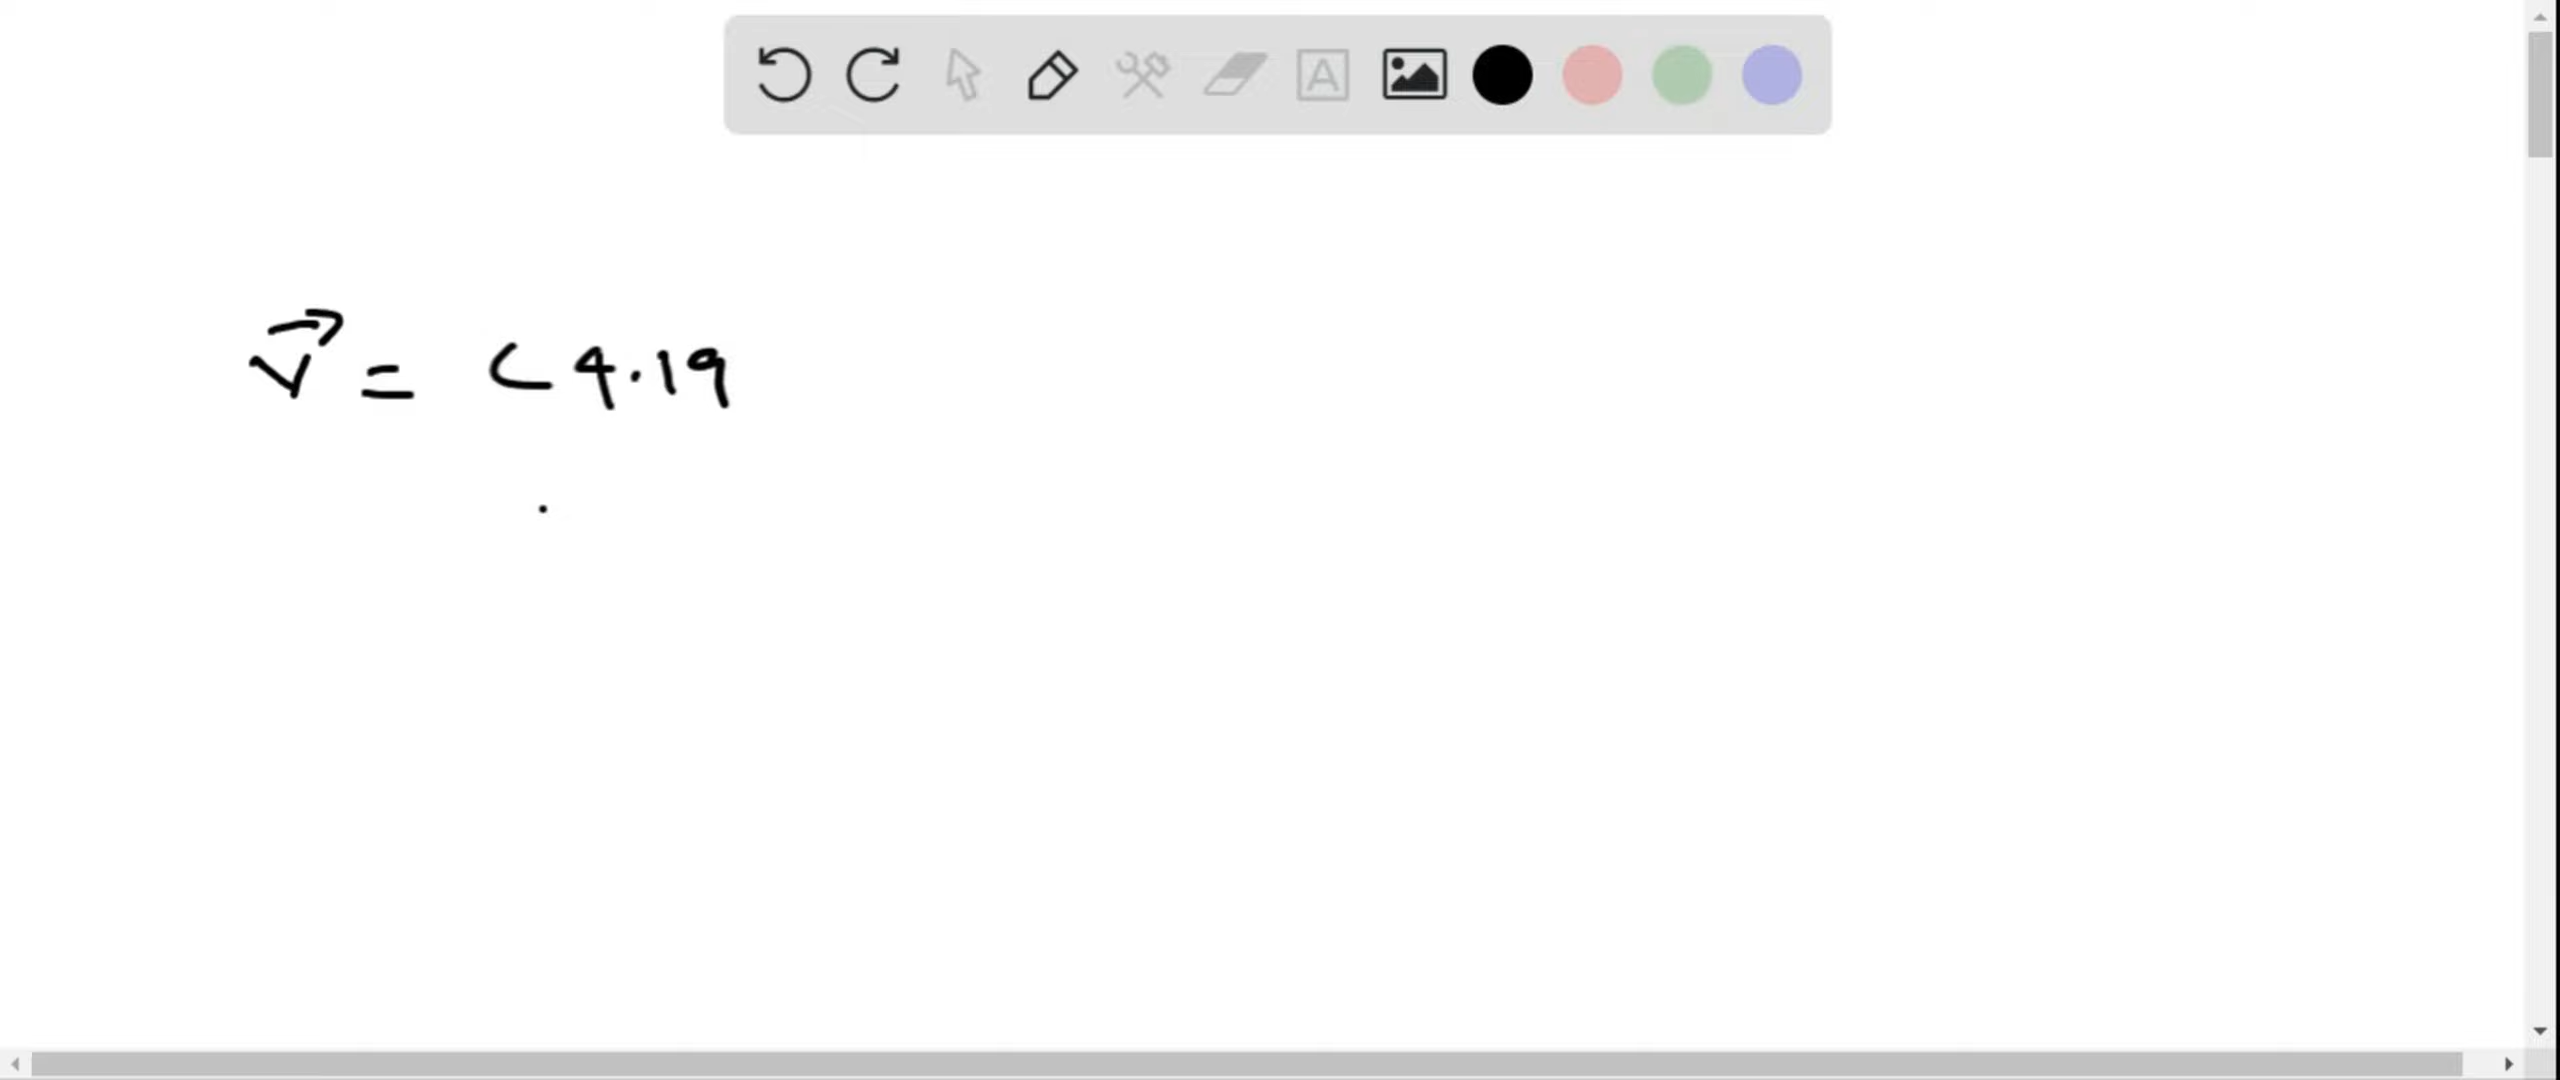 V⃗ = (4.19